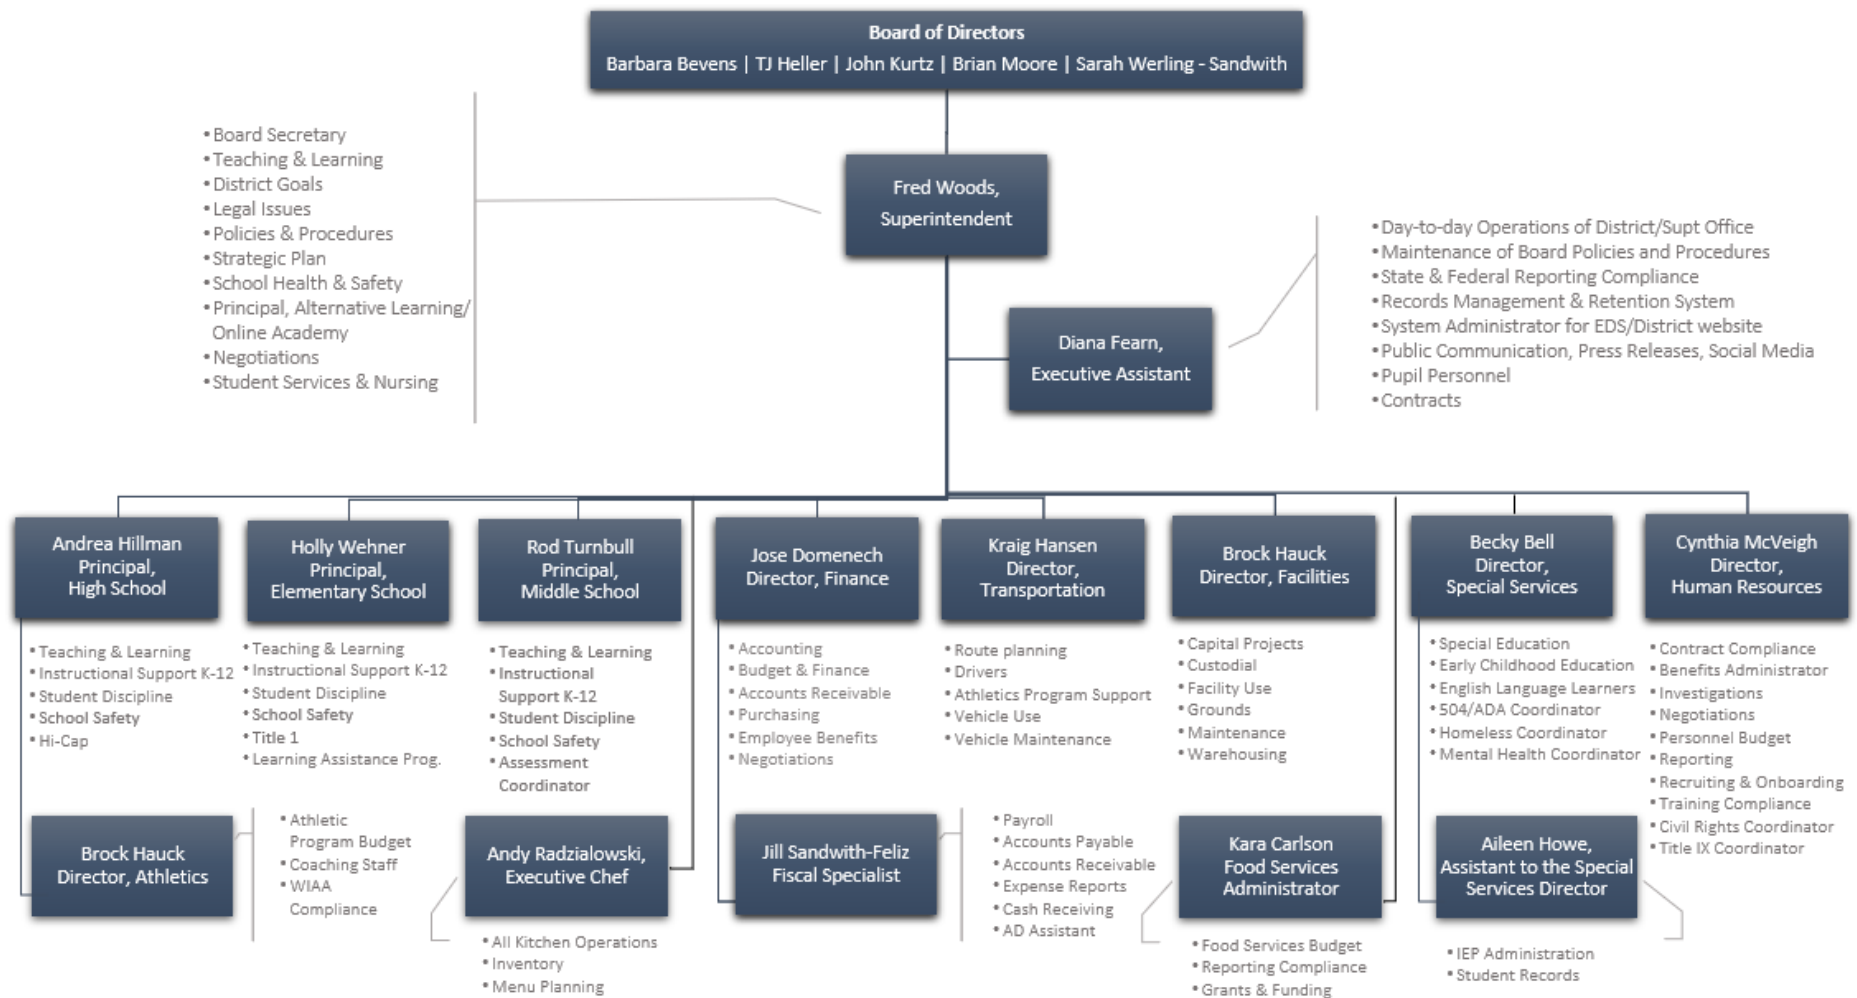 Board of Directors
Barbara Bevens | TJ Heller | John Kurtz | Brian Moore | Sarah Werling - Sandwith
• Board Secretary
• Teaching & Learning
• District Goals
• Legal Issues
• Policies & Procedures
• Strategic Plan
• School Health & Safety
• Principal, Alternative Learning/
Online Academy
• Negotiations
• Student Services & Nursing
Fred Woods,
Superintendent
Diana Fearn,
Executive Assistant
• Day-to-day Operations of District/Supt Office
• Maintenance of Board Policies and Procedures
• State & Federal Reporting Compliance
• Records Management & Retention System
• System Administrator for EDS/District website
• Public Communication, Press Releases, Social Media
• Pupil Personnel
• Contracts
Andrea Hillman
Principal,
High School
• Teaching & Learning
• Instructional Support K-12
• Student Discipline
• School Safety
• Hi-Cap
Holly Wehner
Principal,
Elementary School
• Teaching & Learning
• Instructional Support K-12
• Student Discipline
• School Safety
• Title 1
• Learning Assistance Prog.
Rod Turnbull
Principal,
Middle School
• Teaching & Learning
• Instructional
Support K-12
• Student Discipline
• School Safety
• Assessment
Coordinator
Jose Domenech
Director, Finance
• Accounting
• Budget & Finance
• Accounts Receivable
• Purchasing
• Employee Benefits
• Negotiations
Kraig Hansen
Director,
Transportation
• Route planning
• Drivers
• Athletics Program Support
• Vehicle Use
• Vehicle Maintenance
Brock Hauck
Director, Facilities
• Capital Projects
• Custodial
• Facility Use
• Grounds
• Maintenance
• Warehousing
Becky Bell
Director,
Special Services
• Special Education
• Early Childhood Education
• English Language Learners
• 504/ADA Coordinator
• Homeless Coordinator
• Mental Health Coordinator
Cynthia McVeigh
Director,
Human Resources
• Contract Compliance
• Benefits Administrator
• Investigations
• Negotiations
• Personnel Budget
• Reporting
• Recruiting & Onboarding
• Training Compliance
• Civil Rights Coordinator
• Title IX Coordinator
Brock Hauck
Director, Athletics
• Athletic
Program Budget
• Coaching Staff
• WIAA
Compliance
Andy Radzialowski,
Executive Chef
• All Kitchen Operations
• Inventory
• Menu Planning
Jill Sandwith-Feliz
Fiscal Specialist
• Payroll
• Accounts Payable
• Accounts Receivable
• Expense Reports
• Cash Receiving
• AD Assistant
Kara Carlson
Food Services
Administrator
• Food Services Budget
• Reporting Compliance
• Grants & Funding
Aileen Howe,
Assistant to the Special
Services Director
• IEP Administration
• Student Records